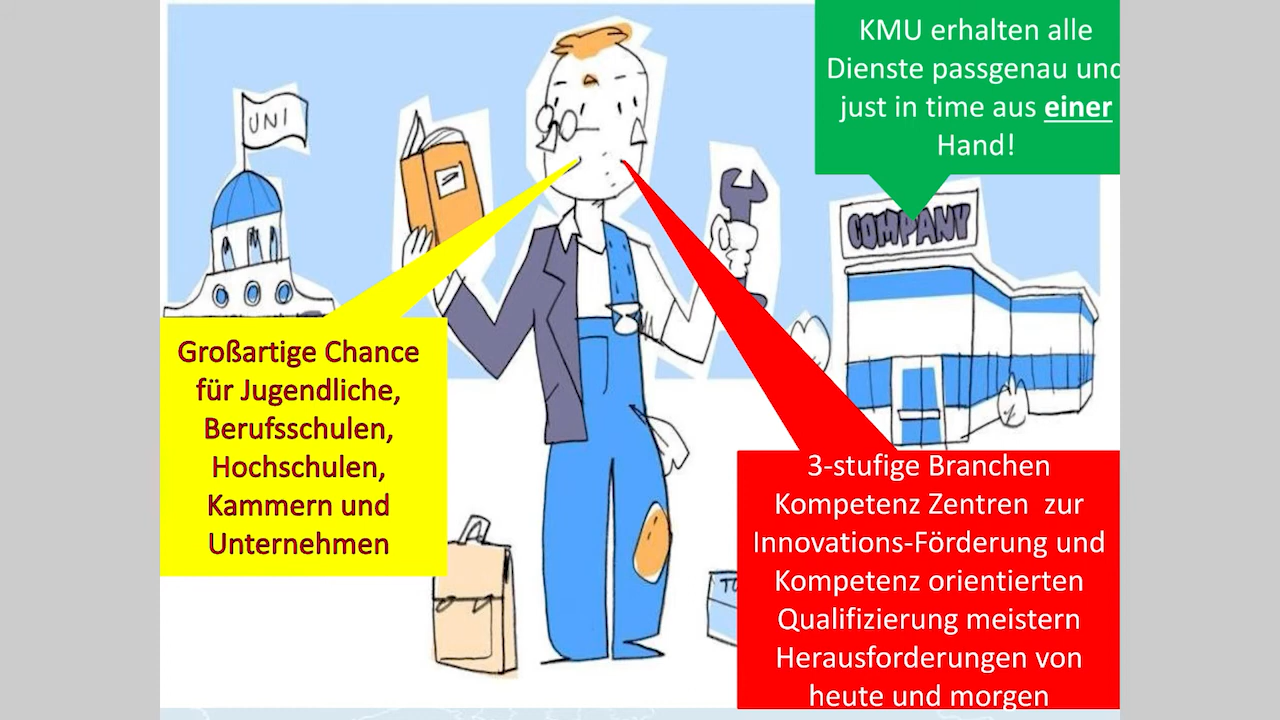 KMU erhalten alle
Dienste passgenau und
just in time aus einer
Hand!
UNI
COMPANY
Großartige Chance
für Jugendliche,
Berufsschulen,
Hochschulen,
Kammern und
Unternehmen
3-stufige Branchen
Kompetenz Zentren zur
Innovations-Förderung und
Kompetenz orientierten
Qualifizierung meistern
Herausforderungen von
heute und morgen